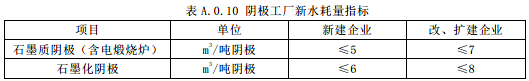 表 A.0.10 阴极工厂新水耗量指标
项目 单位 新建企业 改、扩建企业
石墨质阴极（含电煅烧炉） m³/吨阴极 ≤5 ≤7
石墨化阴极 m³/吨阴极 ≤6 ≤8